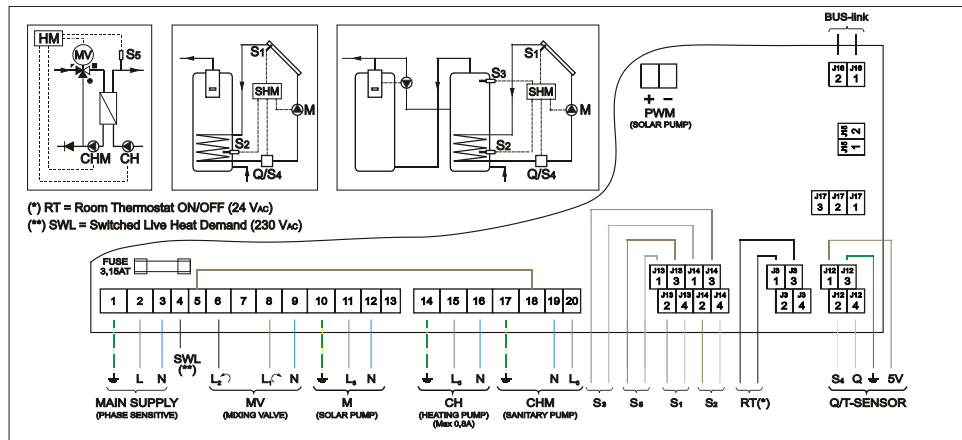 BUS-link
HM
MV
S5
CHM
CH
S1
SHM
M
S2
Q/S4
S1
S3
SHM
M
S2
Q/S4
+ −
PWM
(SOLAR PUMP)
J16 J16
2 1
J15 J15
1 2
J17 J17 J17
3 2 1
(*) RT = Room Thermostat ON/OFF (24 VAC)
(**) SWL = Switched Live Heat Demand (230 VAC)
FUSE
3,15AT
J13 J13 J14 J14
1 3 1 3
J13 J13 J14 J14
2 4 2 4
J3 J3
1 3
J3 J3
2 4
J12 J12
1 3
J12 J12
2 4
1 2 3 4 5 6 7 8 9 10 11 12 13 14 15 16 17 18 19 20
L N SWL L2 L1 N L3 N L5 N N L6 S3 S5 S1 S2 RT(*) S4 Q 5V
(**)
MAIN SUPPLY MV M CH CHM Q/T-SENSOR
(PHASE SENSITIVE) (MIXING VALVE) (SOLAR PUMP) (HEATING PUMP) (SANITARY PUMP)
(Max 0,8A)